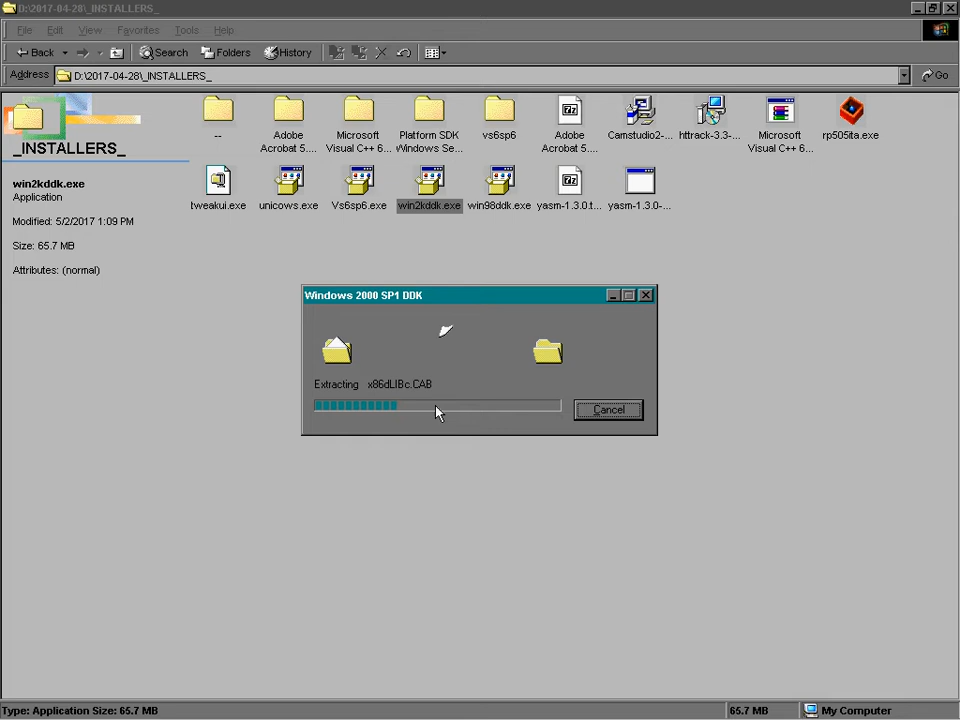 D:\2017-04-28\_INSTALLERS_
File Edit View Favorites Tools Help
Back Search Folders History
Address D:\2017-04-28\_INSTALLERS_ Go
_INSTALLERS_
win2kddk.exe
Application
Modified: 5/2/2017 1:09 PM
Size: 65.7 MB
Attributes: (normal)
--
Adobe
Acrobat 5....
Microsoft
Visual C++ 6...
Platform SDK
Windows Se...
vs6sp6
Adobe
Acrobat 5....
Camstudio2-...
httrack-3.3-...
Microsoft
Visual C++ 6...
rp505ita.exe
tweakui.exe
unicows.exe
Vs6sp6.exe
win2kddk.exe
win98ddk.exe
yasm-1.3.0.t...
yasm-1.3.0-...
Windows 2000 SP1 DDK
Extracting x86dLIBc.CAB
Cancel
Type: Application Size: 65.7 MB 65.7 MB My Computer